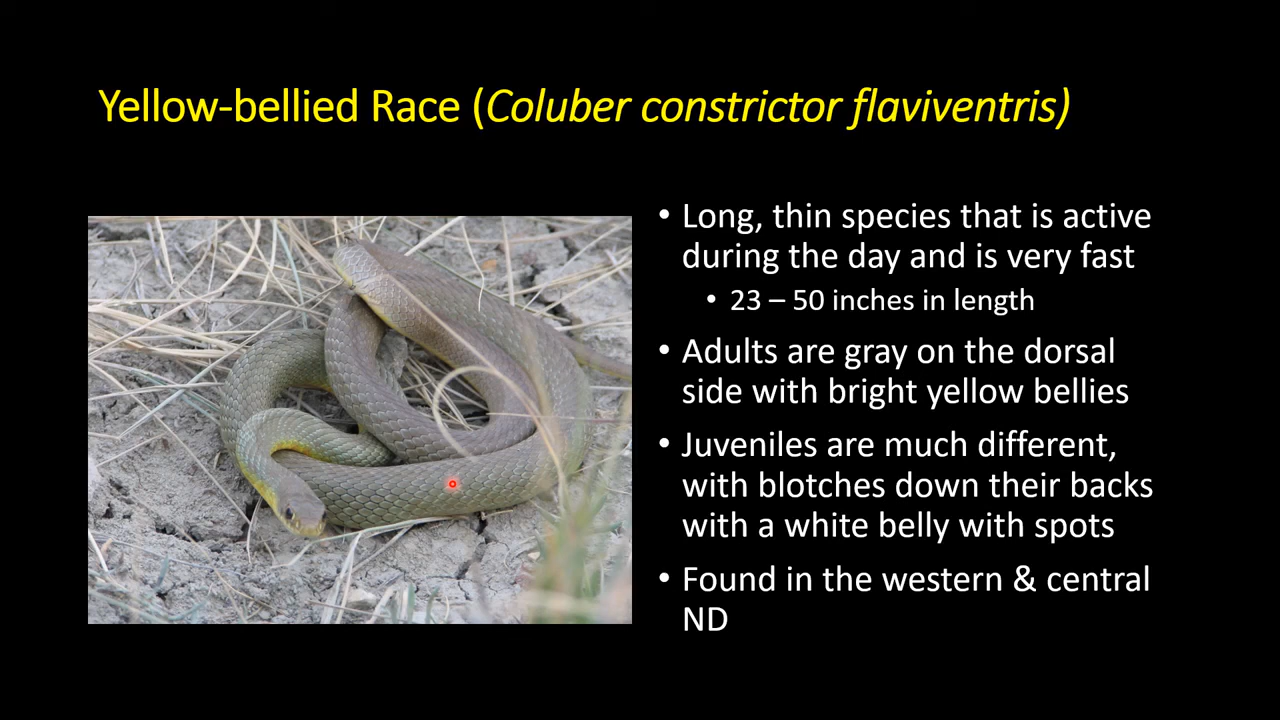 Yellow-bellied Race (Coluber constrictor flaviventris)
• Long, thin species that is active
during the day and is very fast
• 23 – 50 inches in length
• Adults are gray on the dorsal
side with bright yellow bellies
• Juveniles are much different,
with blotches down their backs
with a white belly with spots
• Found in the western & central
ND